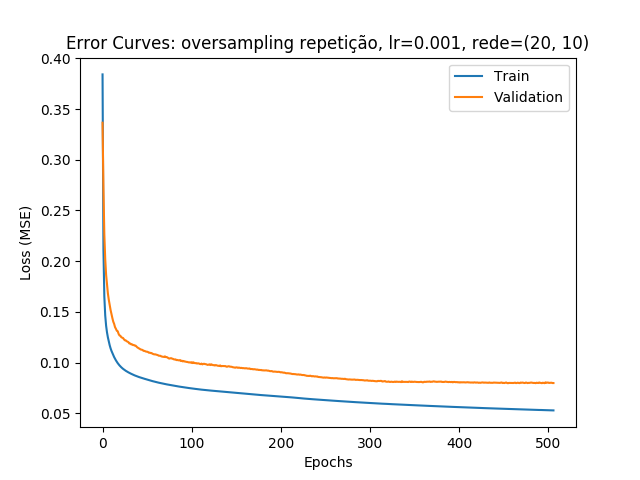 Error Curves: oversampling repetição, lr=0.001, rede=(20, 10)
Train
Validation
Loss (MSE)
0.40
0.35
0.30
0.25
0.20
0.15
0.10
0.05
0 100 200 300 400 500
Epochs